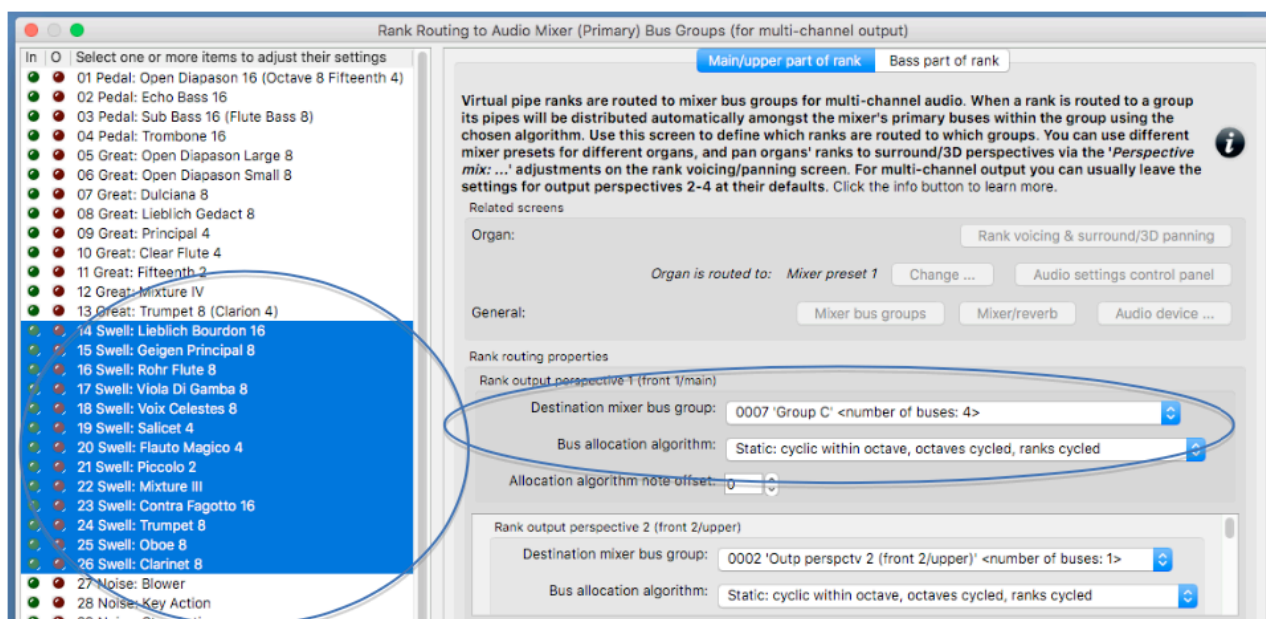 Rank Routing to Audio Mixer (Primary) Bus Groups (for multi-channel output)
In O Select one or more items to adjust their settings
01 Pedal: Open Diapason 16 (Octave 8 Fifteenth 4)
02 Pedal: Echo Bass 16
03 Pedal: Sub Bass 16 (Flute Bass 8)
04 Pedal: Trombone 16
05 Great: Open Diapason Large 8
06 Great: Open Diapason Small 8
07 Great: Dulciana 8
08 Great: Lieblich Gedact 8
09 Great: Principal 4
10 Great: Clear Flute 4
11 Great: Fifteenth 2
12 Great: Mixture IV
13 Great: Trumpet 8 (Clarion 4)
14 Swell: Lieblich Bourdon 16
15 Swell: Geigen Principal 8
16 Swell: Rohr Flute 8
17 Swell: Viola Di Gamba 8
18 Swell: Voix Celestes 8
19 Swell: Salicet 4
20 Swell: Flauto Magico 4
21 Swell: Piccolo 2
22 Swell: Mixture III
23 Swell: Contra Fagotto 16
24 Swell: Trumpet 8
25 Swell: Oboe 8
26 Swell: Clarinet 8
27 Noise: Blower
28 Noise: Key Action
Main/upper part of rank Bass part of rank
Virtual pipe ranks are routed to mixer bus groups for multi-channel audio. When a rank is routed to a group
its pipes will be distributed automatically amongst the mixer's primary buses within the group using the
chosen algorithm. Use this screen to define which ranks are routed to which groups. You can use different
mixer presets for different organs, and pan organs' ranks to surround/3D perspectives via the 'Perspective
mix: ...' adjustments on the rank voicing/panning screen. For multi-channel output you can usually leave the
settings for output perspectives 2-4 at their defaults. Click the info button to learn more.
Related screens
Organ: Rank voicing & surround/3D panning
Organ is routed to: Mixer preset 1 Change ... Audio settings control panel
General: Mixer bus groups Mixer/reverb Audio device ...
Rank routing properties
Rank output perspective 1 (front 1/main)
Destination mixer bus group: 0007 'Group C' <number of buses: 4>
Bus allocation algorithm: Static: cyclic within octave, octaves cycled, ranks cycled
Allocation algorithm note offset: 0
Rank output perspective 2 (front 2/upper)
Destination mixer bus group: 0002 'Outp perspctv 2 (front 2/upper)' <number of buses: 1>
Bus allocation algorithm: Static: cyclic within octave, octaves cycled, ranks cycled